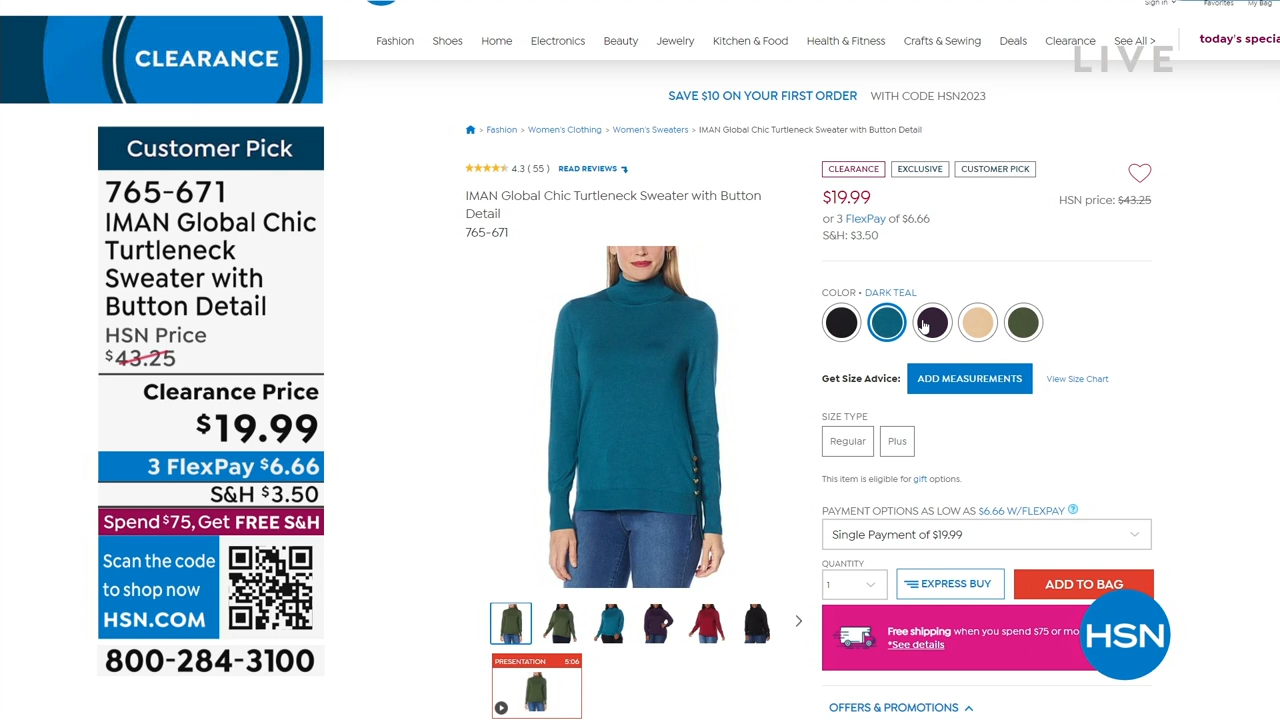 CLEARANCE
Customer Pick
765-671
IMAN Global Chic
Turtleneck
Sweater with
Button Detail
HSN Price
$43.25
Clearance Price
$19.99
3 FlexPay $6.66
S&H $3.50
Spend $75, Get FREE S&H
Scan the code
to shop now
HSN.COM
800-284-3100
Sign in
Favorites
My Bag
Fashion
Shoes
Home
Electronics
Beauty
Jewelry
Kitchen & Food
Health & Fitness
Crafts & Sewing
Deals
Clearance
See All >
today's specia
LIVE
SAVE $10 ON YOUR FIRST ORDER WITH CODE HSN2023
> Fashion > Women's Clothing > Women's Sweaters > IMAN Global Chic Turtleneck Sweater with Button Detail
4.3 ( 55 ) READ REVIEWS
IMAN Global Chic Turtleneck Sweater with Button
Detail
765-671
PRESENTATION 5:06
CLEARANCE
EXCLUSIVE
CUSTOMER PICK
$19.99
HSN price: $43.25
or 3 FlexPay of $6.66
S&H: $3.50
COLOR • DARK TEAL
Get Size Advice: ADD MEASUREMENTS View Size Chart
SIZE TYPE
Regular
Plus
This item is eligible for gift options.
PAYMENT OPTIONS AS LOW AS $6.66 W/FLEXPAY ?
Single Payment of $19.99
QUANTITY
1
EXPRESS BUY
ADD TO BAG
Free shipping when you spend $75 or mo
*See details
HSN
OFFERS & PROMOTIONS